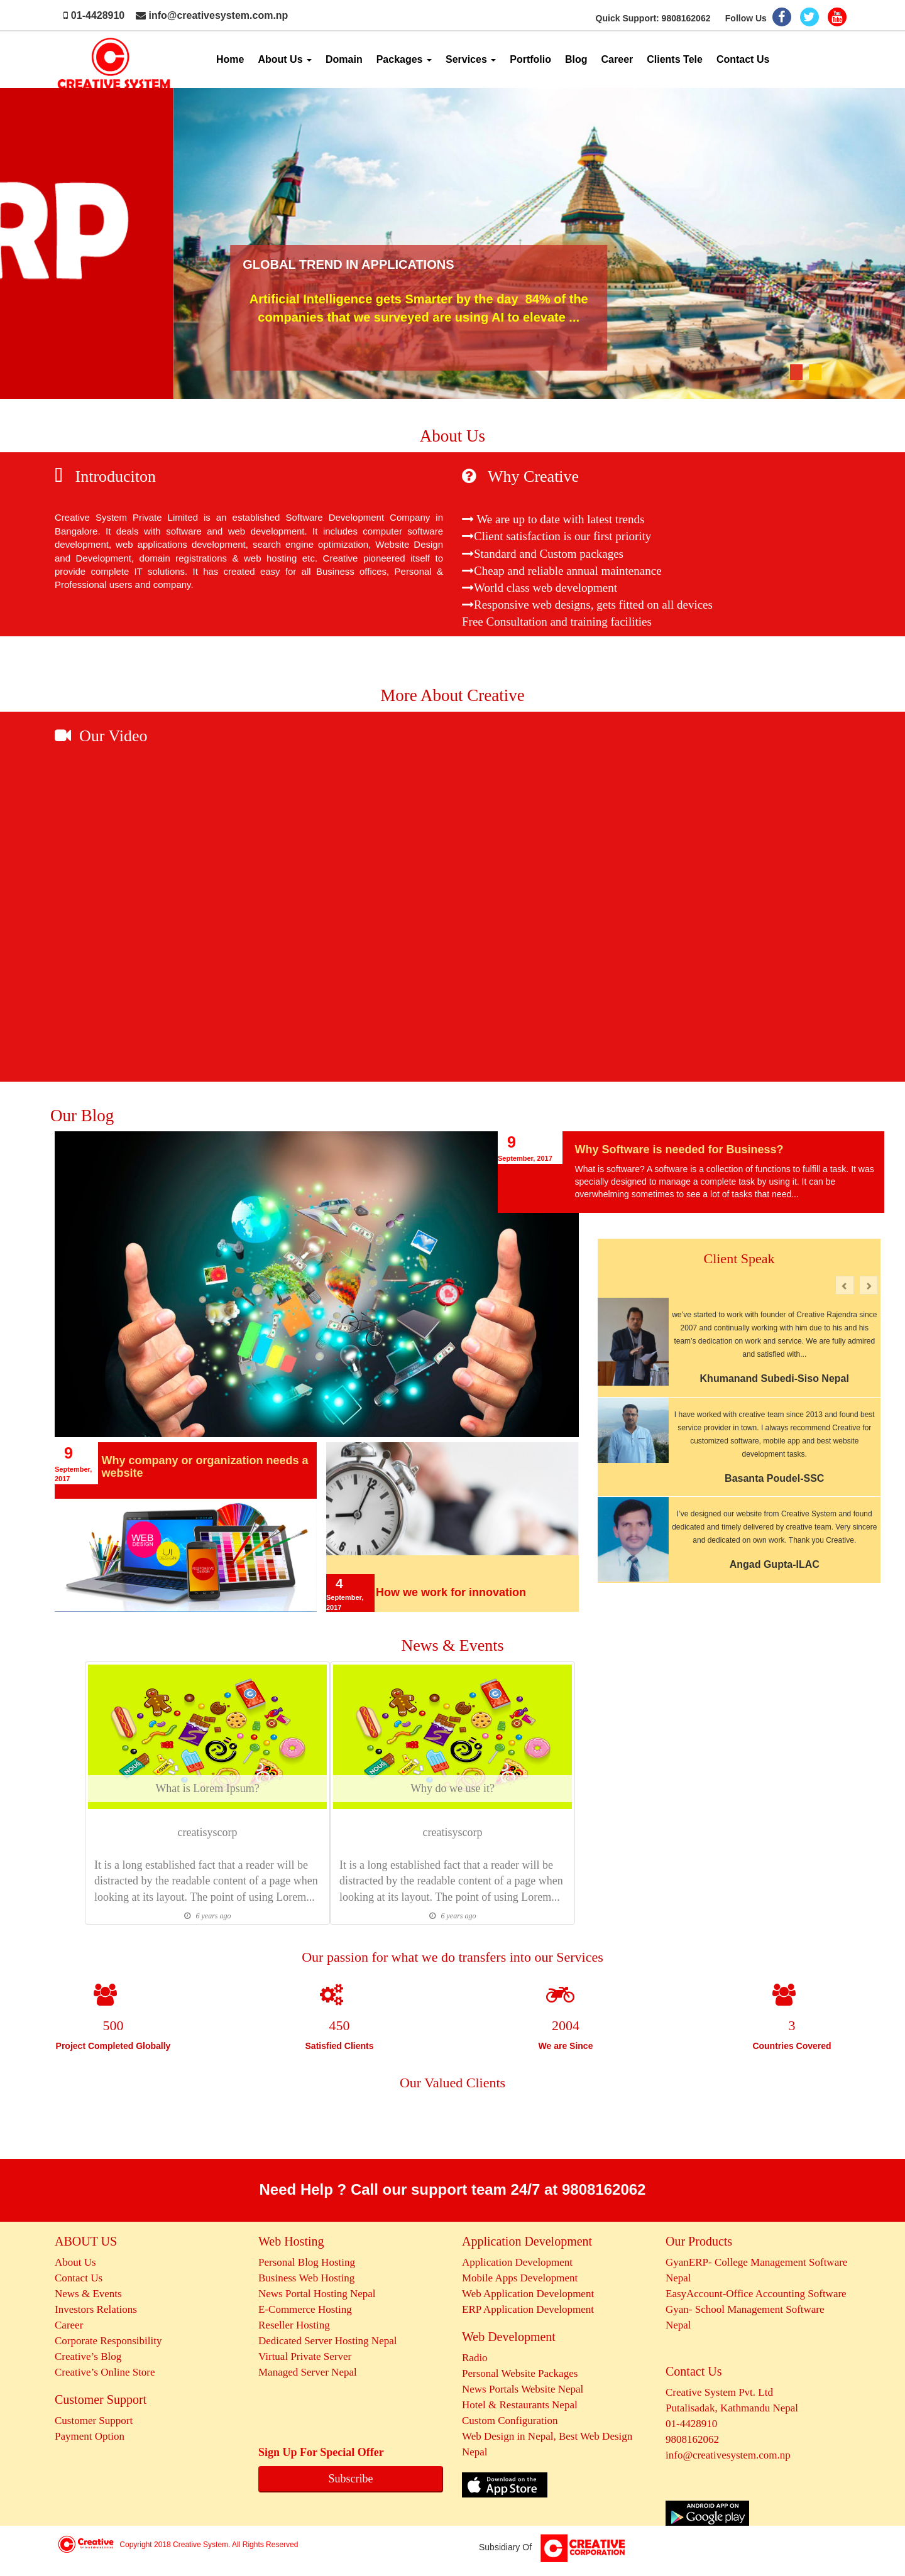 01-4428910 info@creativesystem.com.np
Quick Support: 9808162062 Follow Us
You Tube
CREATIVE SYSTEM
Home About Us Domain Packages Services Portfolio Blog Career Clients Tele Contact Us
RP
GLOBAL TREND IN APPLICATIONS
Artificial Intelligence gets Smarter by the day 84% of the
companies that we surveyed are using AI to elevate ...
About Us
Introduciton
Creative System Private Limited is an established Software Development Company in
Bangalore. It deals with software and web development. It includes computer software
development, web applications development, search engine optimization, Website Design
and Development, domain registrations & web hosting etc. Creative pioneered itself to
provide complete IT solutions. It has created easy for all Business offices, Personal &
Professional users and company.
Why Creative
We are up to date with latest trends
Client satisfaction is our first priority
Standard and Custom packages
Cheap and reliable annual maintenance
World class web development
Responsive web designs, gets fitted on all devices
Free Consultation and training facilities
More About Creative
Our Video
Our Blog
9
September, 2017
Why Software is needed for Business?
What is software? A software is a collection of functions to fulfill a task. It was
specially designed to manage a complete task by using it. It can be
overwhelming sometimes to see a lot of tasks that need...
Client Speak
we've started to work with founder of Creative Rajendra since
2007 and continually working with him due to his and his
team's dedication on work and service. We are fully admired
and satisfied with...
Khumanand Subedi-Siso Nepal
I have worked with creative team since 2013 and found best
service provider in town. I always recommend Creative for
customized software, mobile app and best website
development tasks.
Basanta Poudel-SSC
I've designed our website from Creative System and found
dedicated and timely delivered by creative team. Very sincere
and dedicated on own work. Thank you Creative.
Angad Gupta-ILAC
9
September,
2017
Why company or organization needs a
website
WEB
DESIGN
UI
4
September,
2017
How we work for innovation
News & Events
What is Lorem Ipsum?
creatisyscorp
It is a long established fact that a reader will be
distracted by the readable content of a page when
looking at its layout. The point of using Lorem...
6 years ago
Why do we use it?
creatisyscorp
It is a long established fact that a reader will be
distracted by the readable content of a page when
looking at its layout. The point of using Lorem...
6 years ago
Our passion for what we do transfers into our Services
500
Project Completed Globally
450
Satisfied Clients
2004
We are Since
3
Countries Covered
Our Valued Clients
Need Help ? Call our support team 24/7 at 9808162062
ABOUT US
About Us
Contact Us
News & Events
Investors Relations
Career
Corporate Responsibility
Creative's Blog
Creative's Online Store
Customer Support
Customer Support
Payment Option
Web Hosting
Personal Blog Hosting
Business Web Hosting
News Portal Hosting Nepal
E-Commerce Hosting
Reseller Hosting
Dedicated Server Hosting Nepal
Virtual Private Server
Managed Server Nepal
Sign Up For Special Offer
Subscribe
Application Development
Application Development
Mobile Apps Development
Web Application Development
ERP Application Development
Web Development
Radio
Personal Website Packages
News Portals Website Nepal
Hotel & Restaurants Nepal
Custom Configuration
Web Design in Nepal, Best Web Design
Nepal
Download on the
App Store
Our Products
GyanERP- College Management Software
Nepal
EasyAccount-Office Accounting Software
Gyan- School Management Software
Nepal
Contact Us
Creative System Pvt. Ltd
Putalisadak, Kathmandu Nepal
01-4428910
9808162062
info@creativesystem.com.np
ANDROID APP ON
Google play
Creative
Copyright 2018 Creative System. All Rights Reserved
Subsidiary Of
CREATIVE
CORPORATION